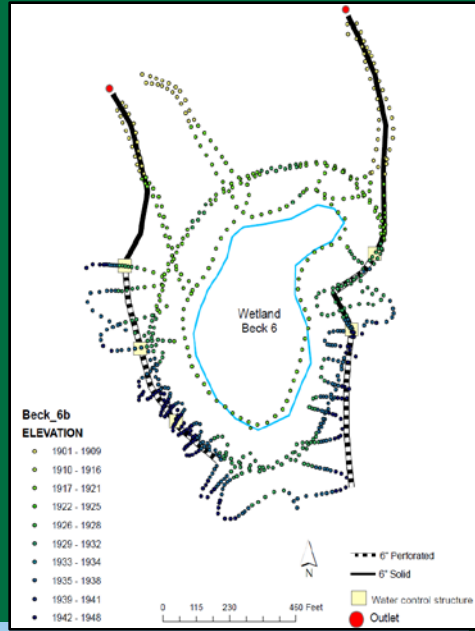 Wetland
Beck 6
Beck_6b
ELEVATION
1901 - 1909
1910 - 1916
1917 - 1921
1922 - 1925
1926 - 1928
1929 - 1932
1933 - 1934
1935 - 1938
1939 - 1941
1942 - 1948
N
0 115 230 460 Feet
6" Perforated
6" Solid
Water control structure
Outlet